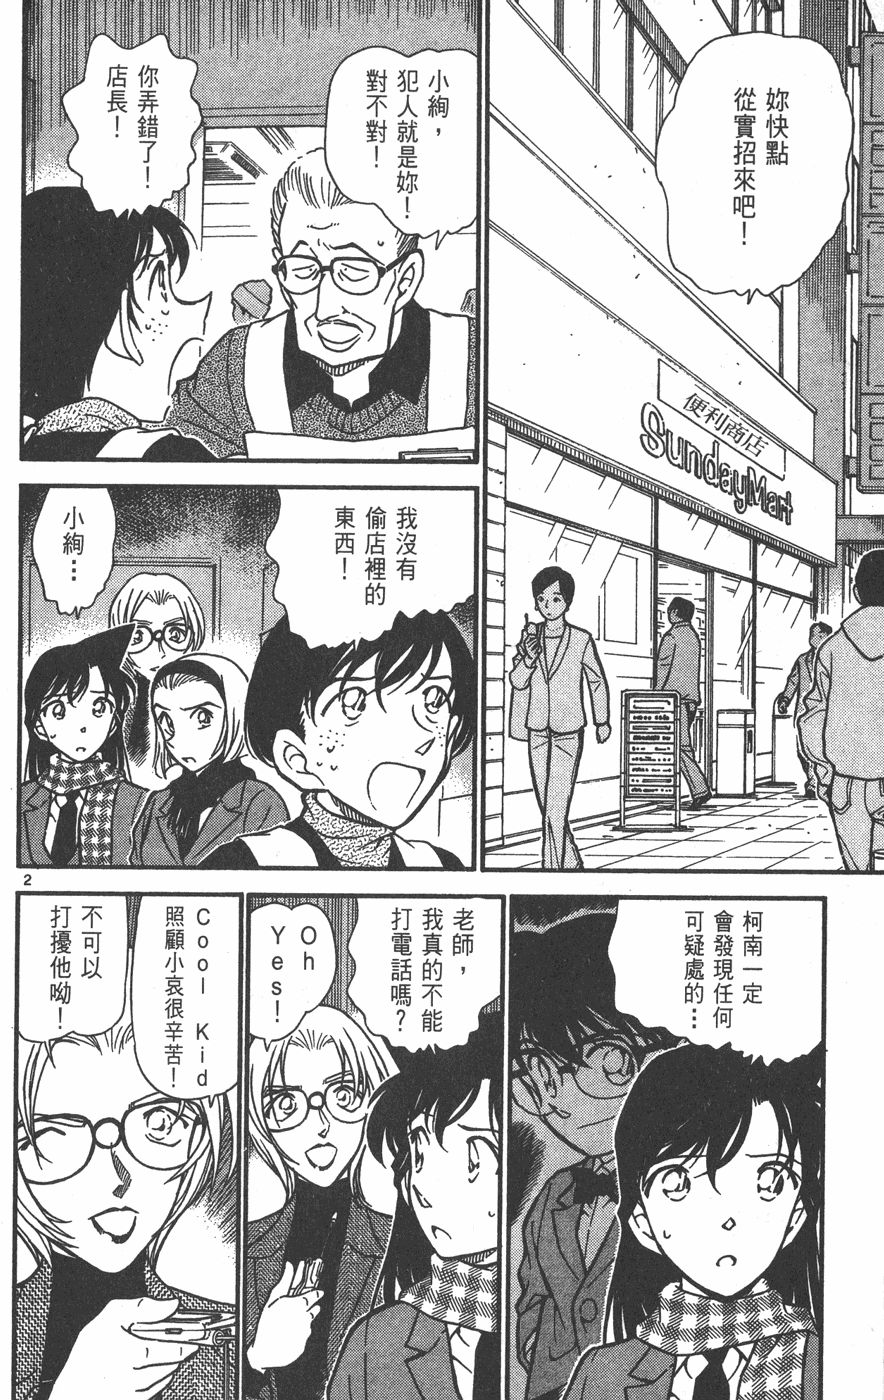 妳快點
從實招來吧！
便利商店
SundayMart
小絢，
犯人就是妳！
對不對！
你弄錯了！
店長！
我沒有
偷店裡的
東西！
小絢…
2
柯南一定
會發現任何
可疑處的…
老師，
我真的不能
打電話嗎？
Oh
Yes！
Cool Kid
照顧小哀很辛苦！
不可以
打擾他呦！